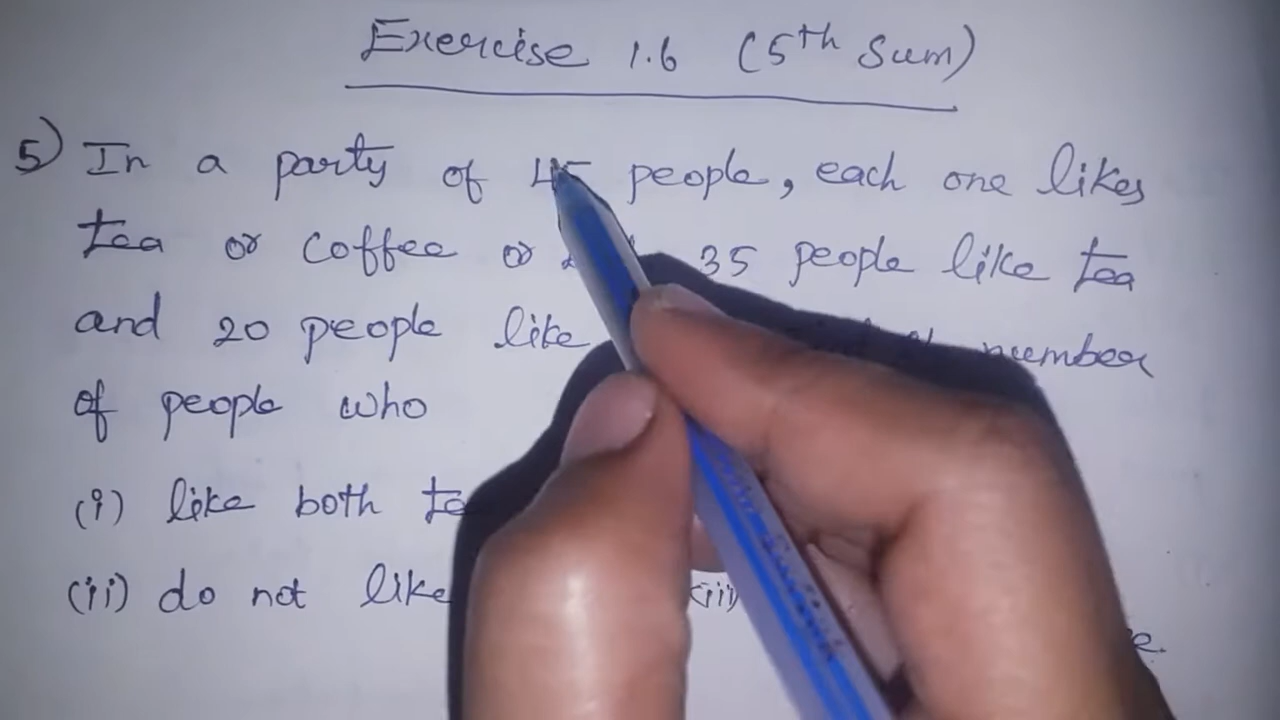 Exercise 1.6 (5th Sum)
5) In a party of 45 people, each one likes
tea or coffee or 35 people like tea
and 20 people like number
of people who
(i) like both
(ii) do not like (iii)